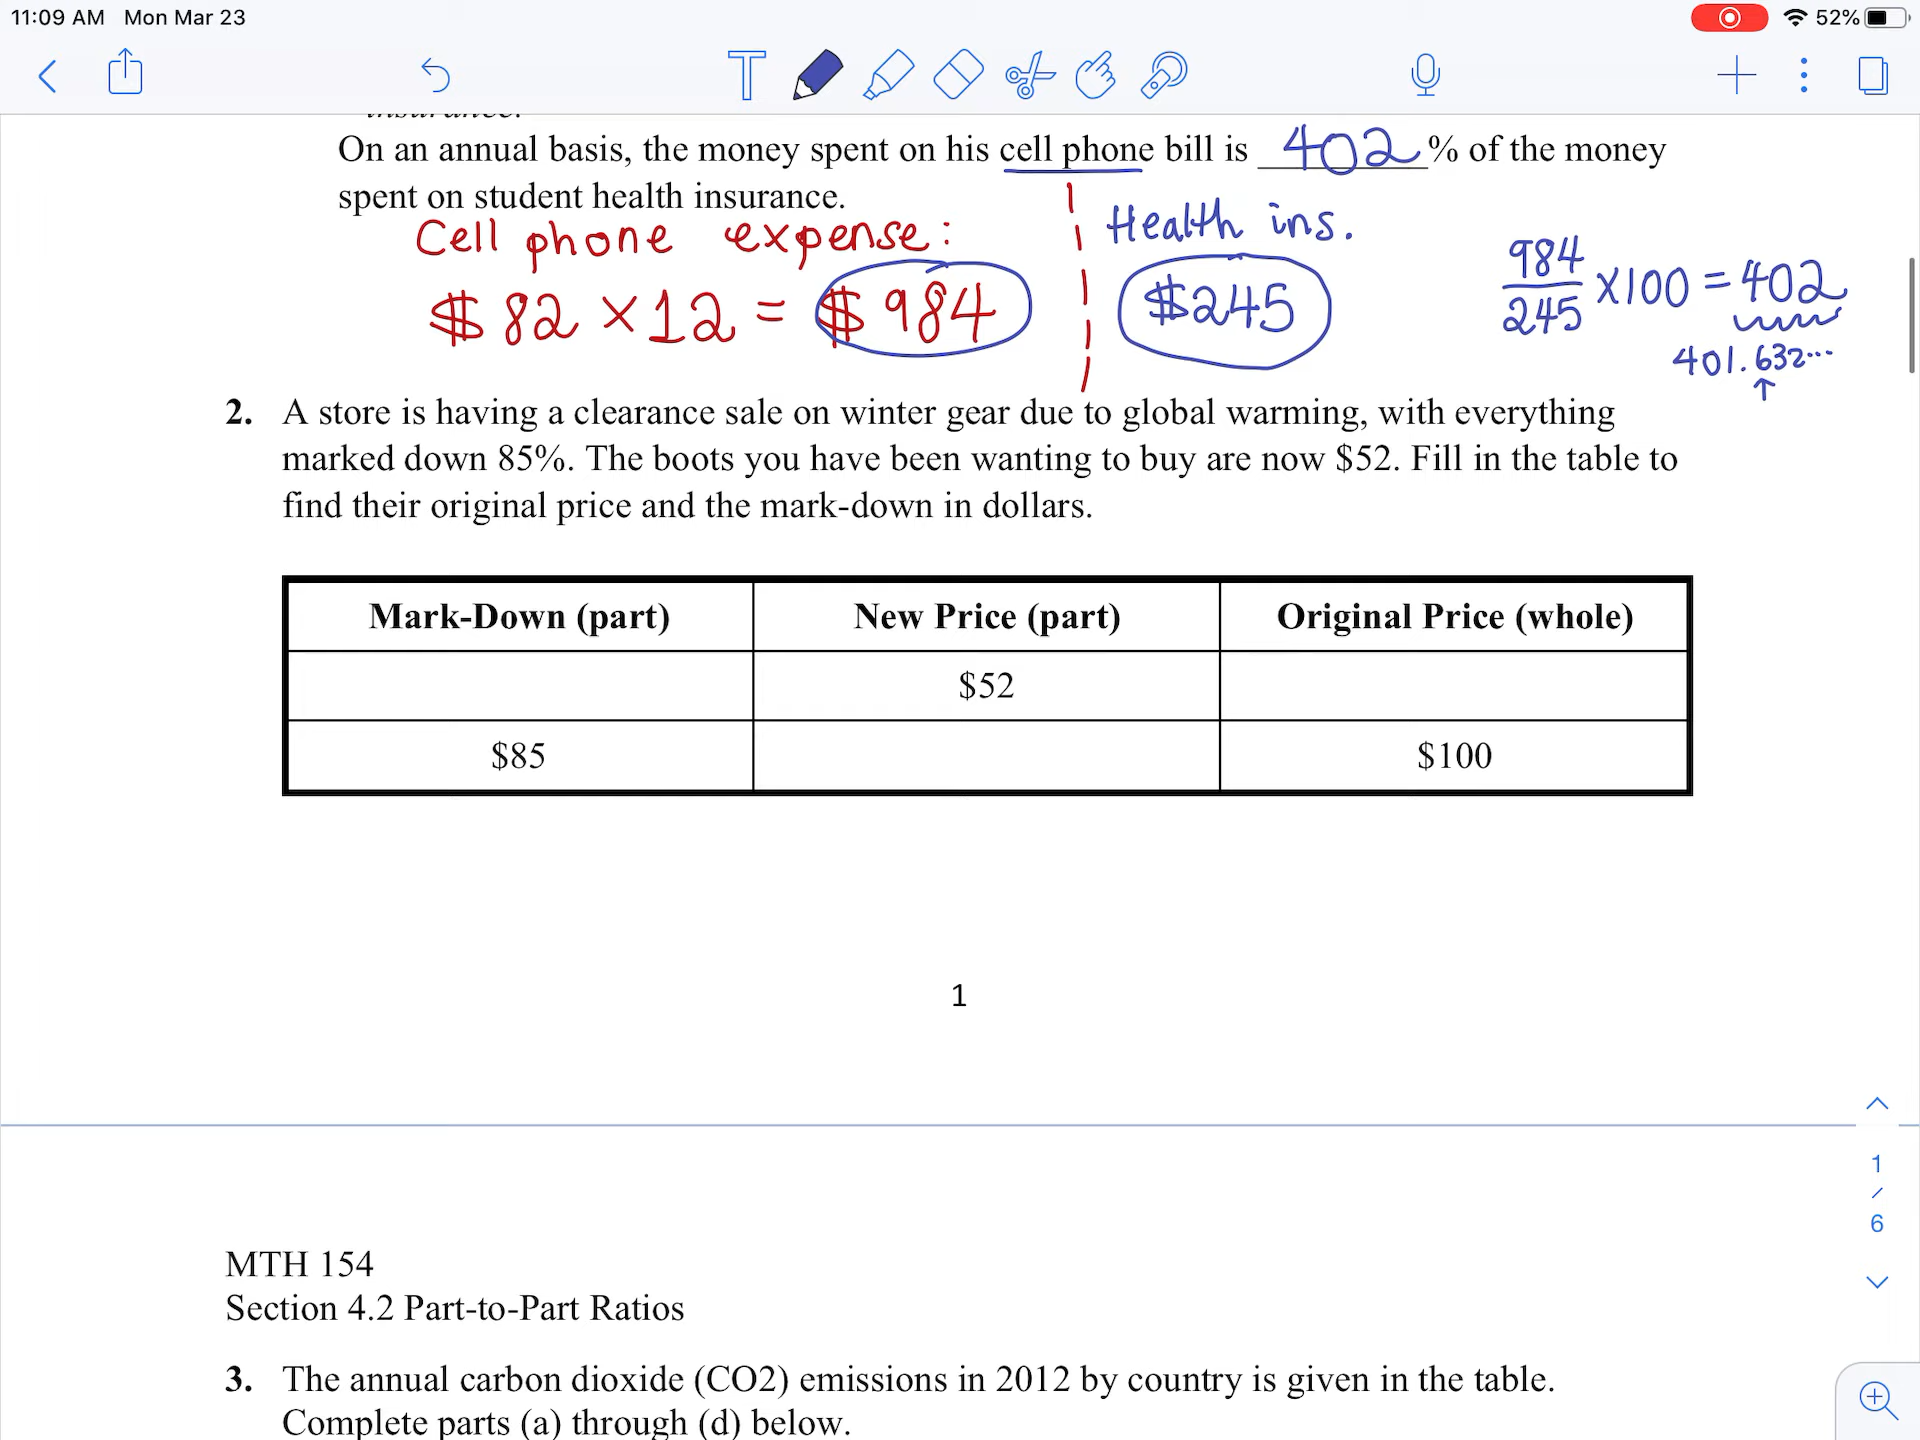 11:09 AM Mon Mar 23
52%
T
insurance.
On an annual basis, the money spent on his cell phone bill is 402 % of the money
spent on student health insurance.
Cell phone expense:
$82 × 12 = $984
Health ins.
$245
984
245
×100 = 402
401.632...
2. A store is having a clearance sale on winter gear due to global warming, with everything
marked down 85%. The boots you have been wanting to buy are now $52. Fill in the table to
find their original price and the mark-down in dollars.
Mark-Down (part) New Price (part) Original Price (whole)
$52
$85 $100
1
1
/
6
MTH 154
Section 4.2 Part-to-Part Ratios
3. The annual carbon dioxide (CO2) emissions in 2012 by country is given in the table.
Complete parts (a) through (d) below.